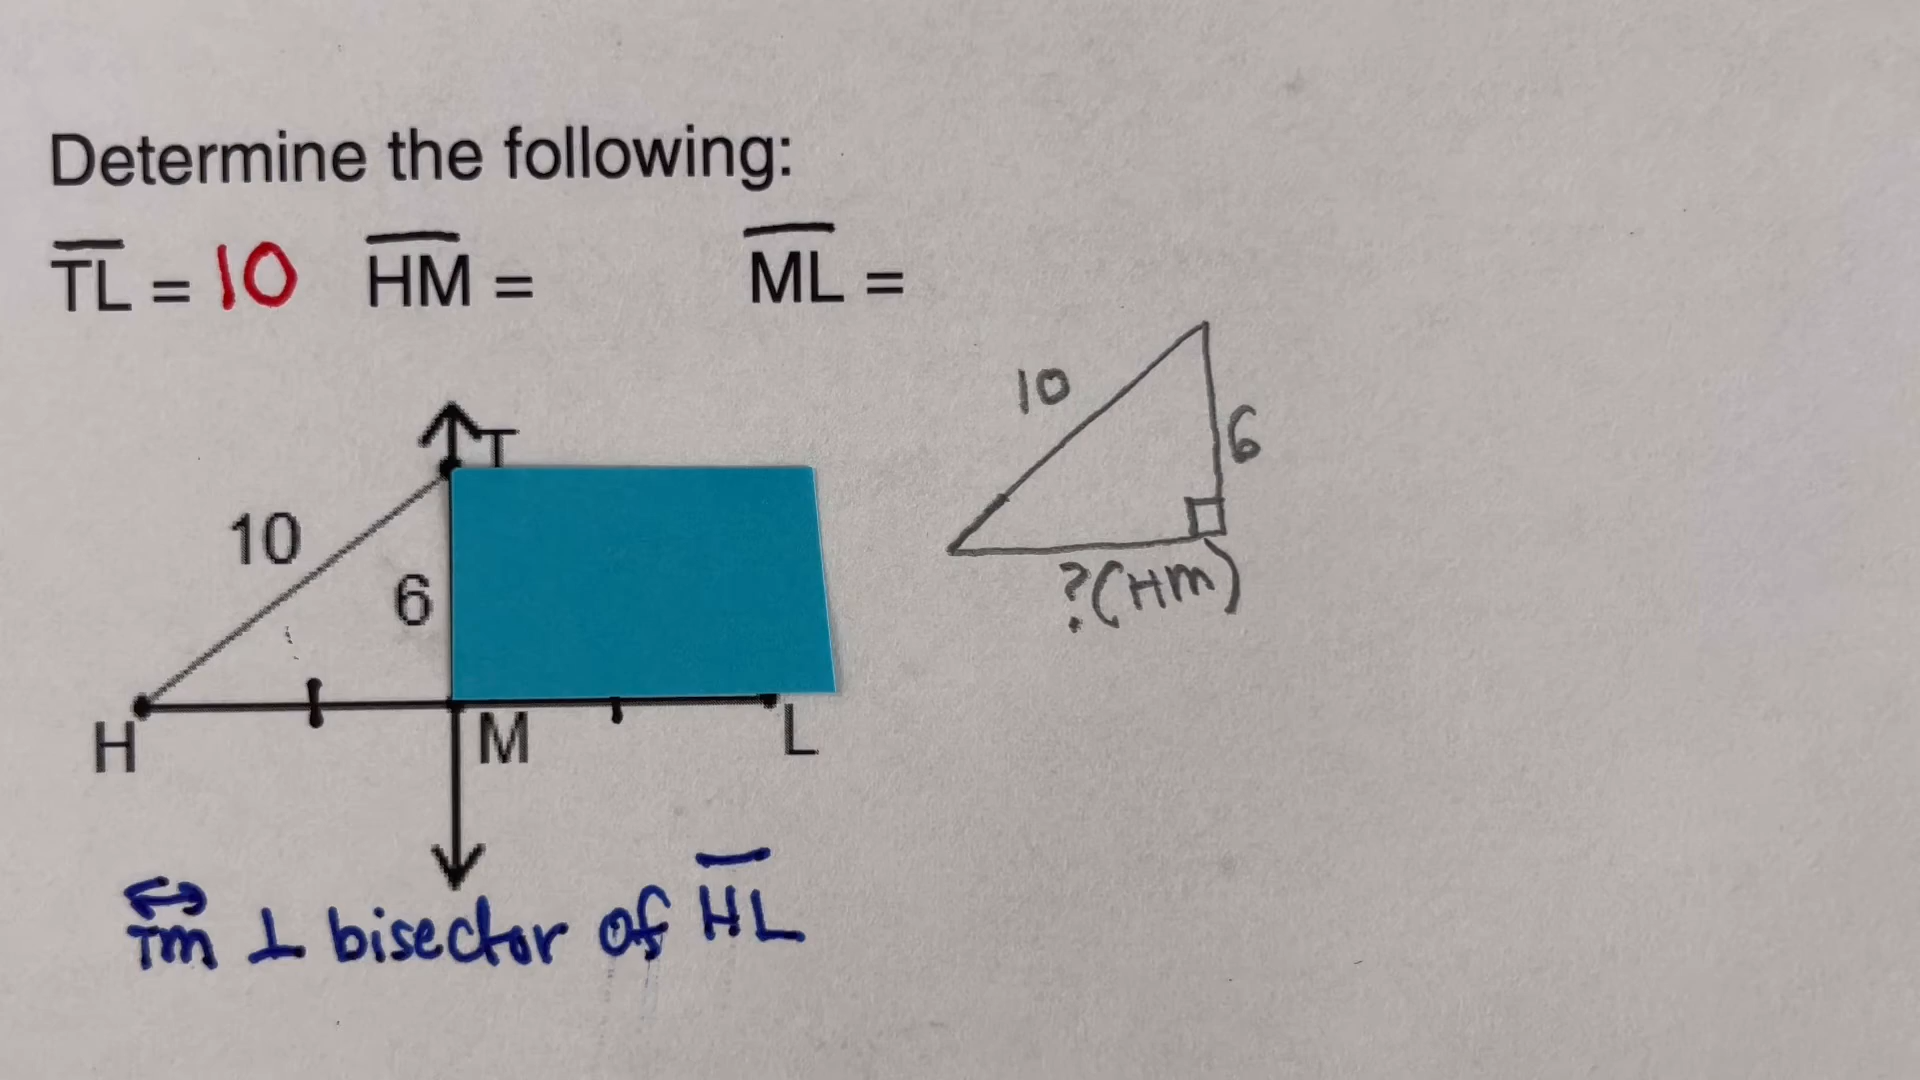 Determine the following:
TL = 10 HM = ML =
10
6
?(HM)
T
10
6
H M L
TM ⊥ bisector of HL